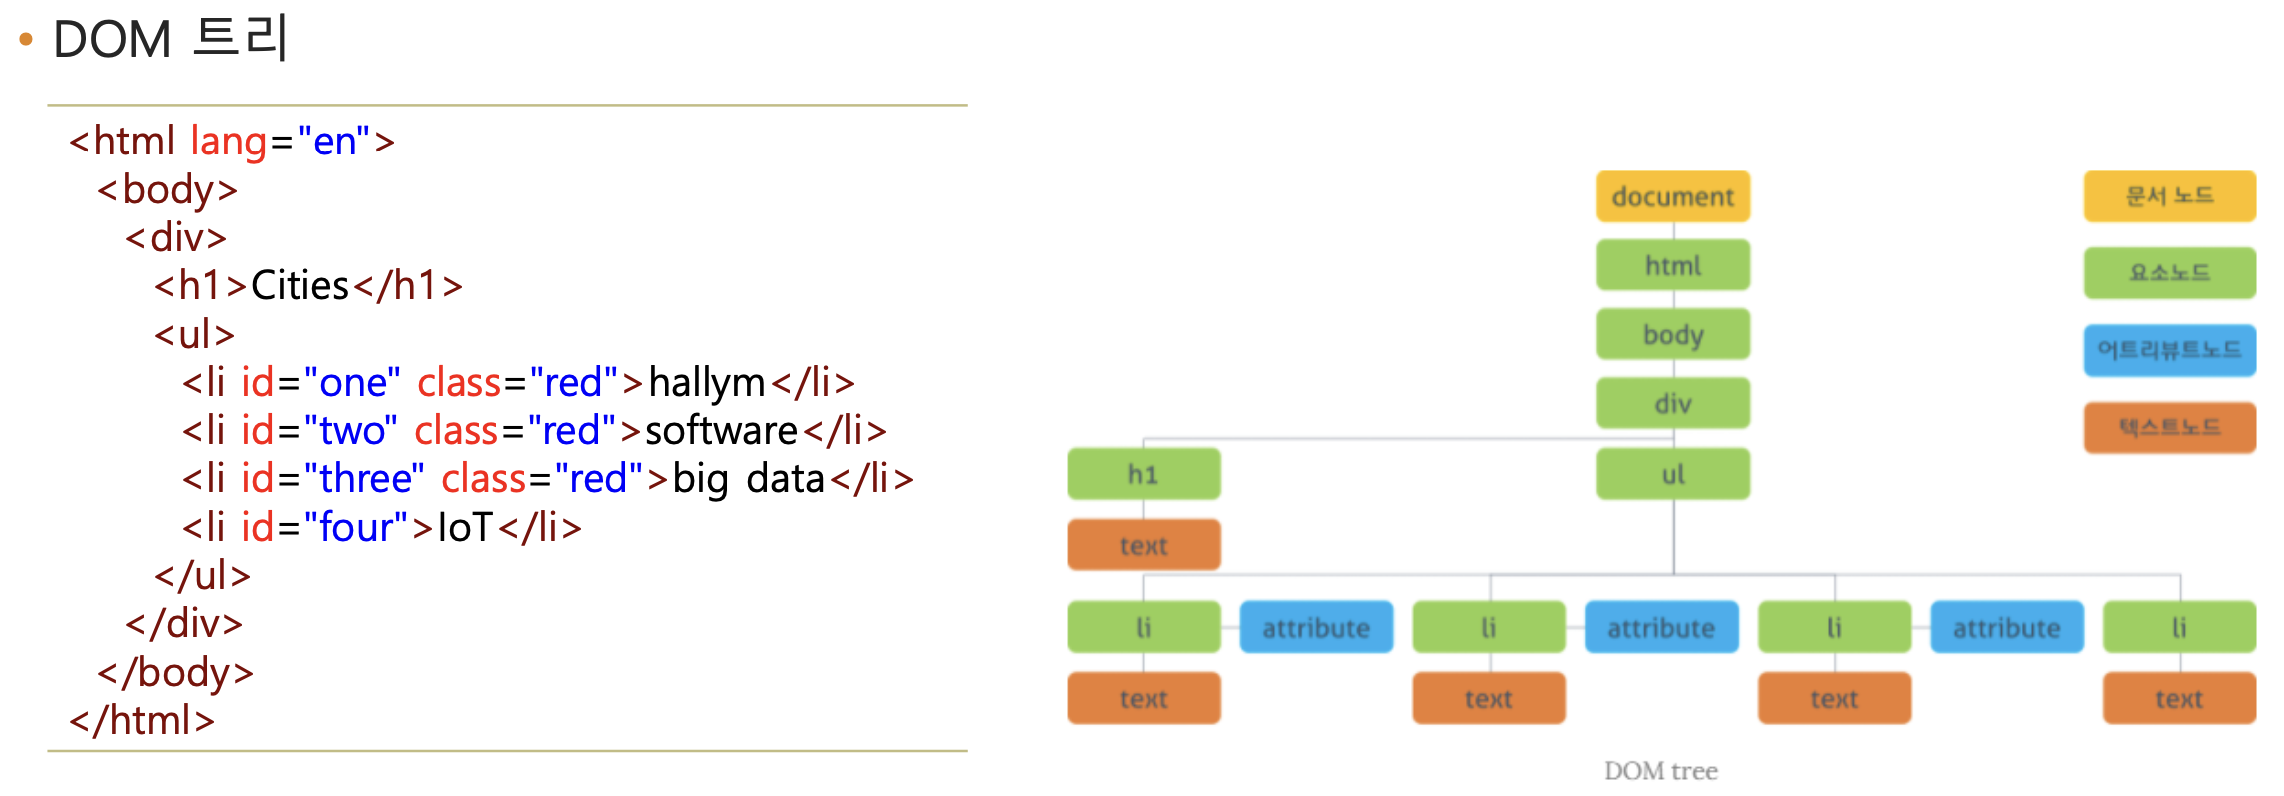 • DOM 트리
<html lang="en">
<body>
<div>
<h1>Cities</h1>
<ul>
<li id="one" class="red">hallym</li>
<li id="two" class="red">software</li>
<li id="three" class="red">big data</li>
<li id="four">IoT</li>
</ul>
</div>
</body>
</html>
document
html
body
div
h1
ul
text
li attribute li attribute li attribute li
text text text text
문서 노드
요소노드
어트리뷰트노드
텍스트노드
DOM tree